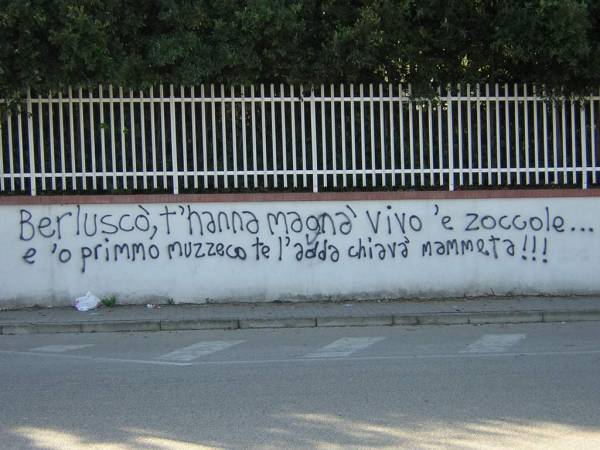 Berluscò, t'hanna magnà vivo 'e zoccole...
e 'o primmo muzzeco te l'adda chiavà mammeta!!!